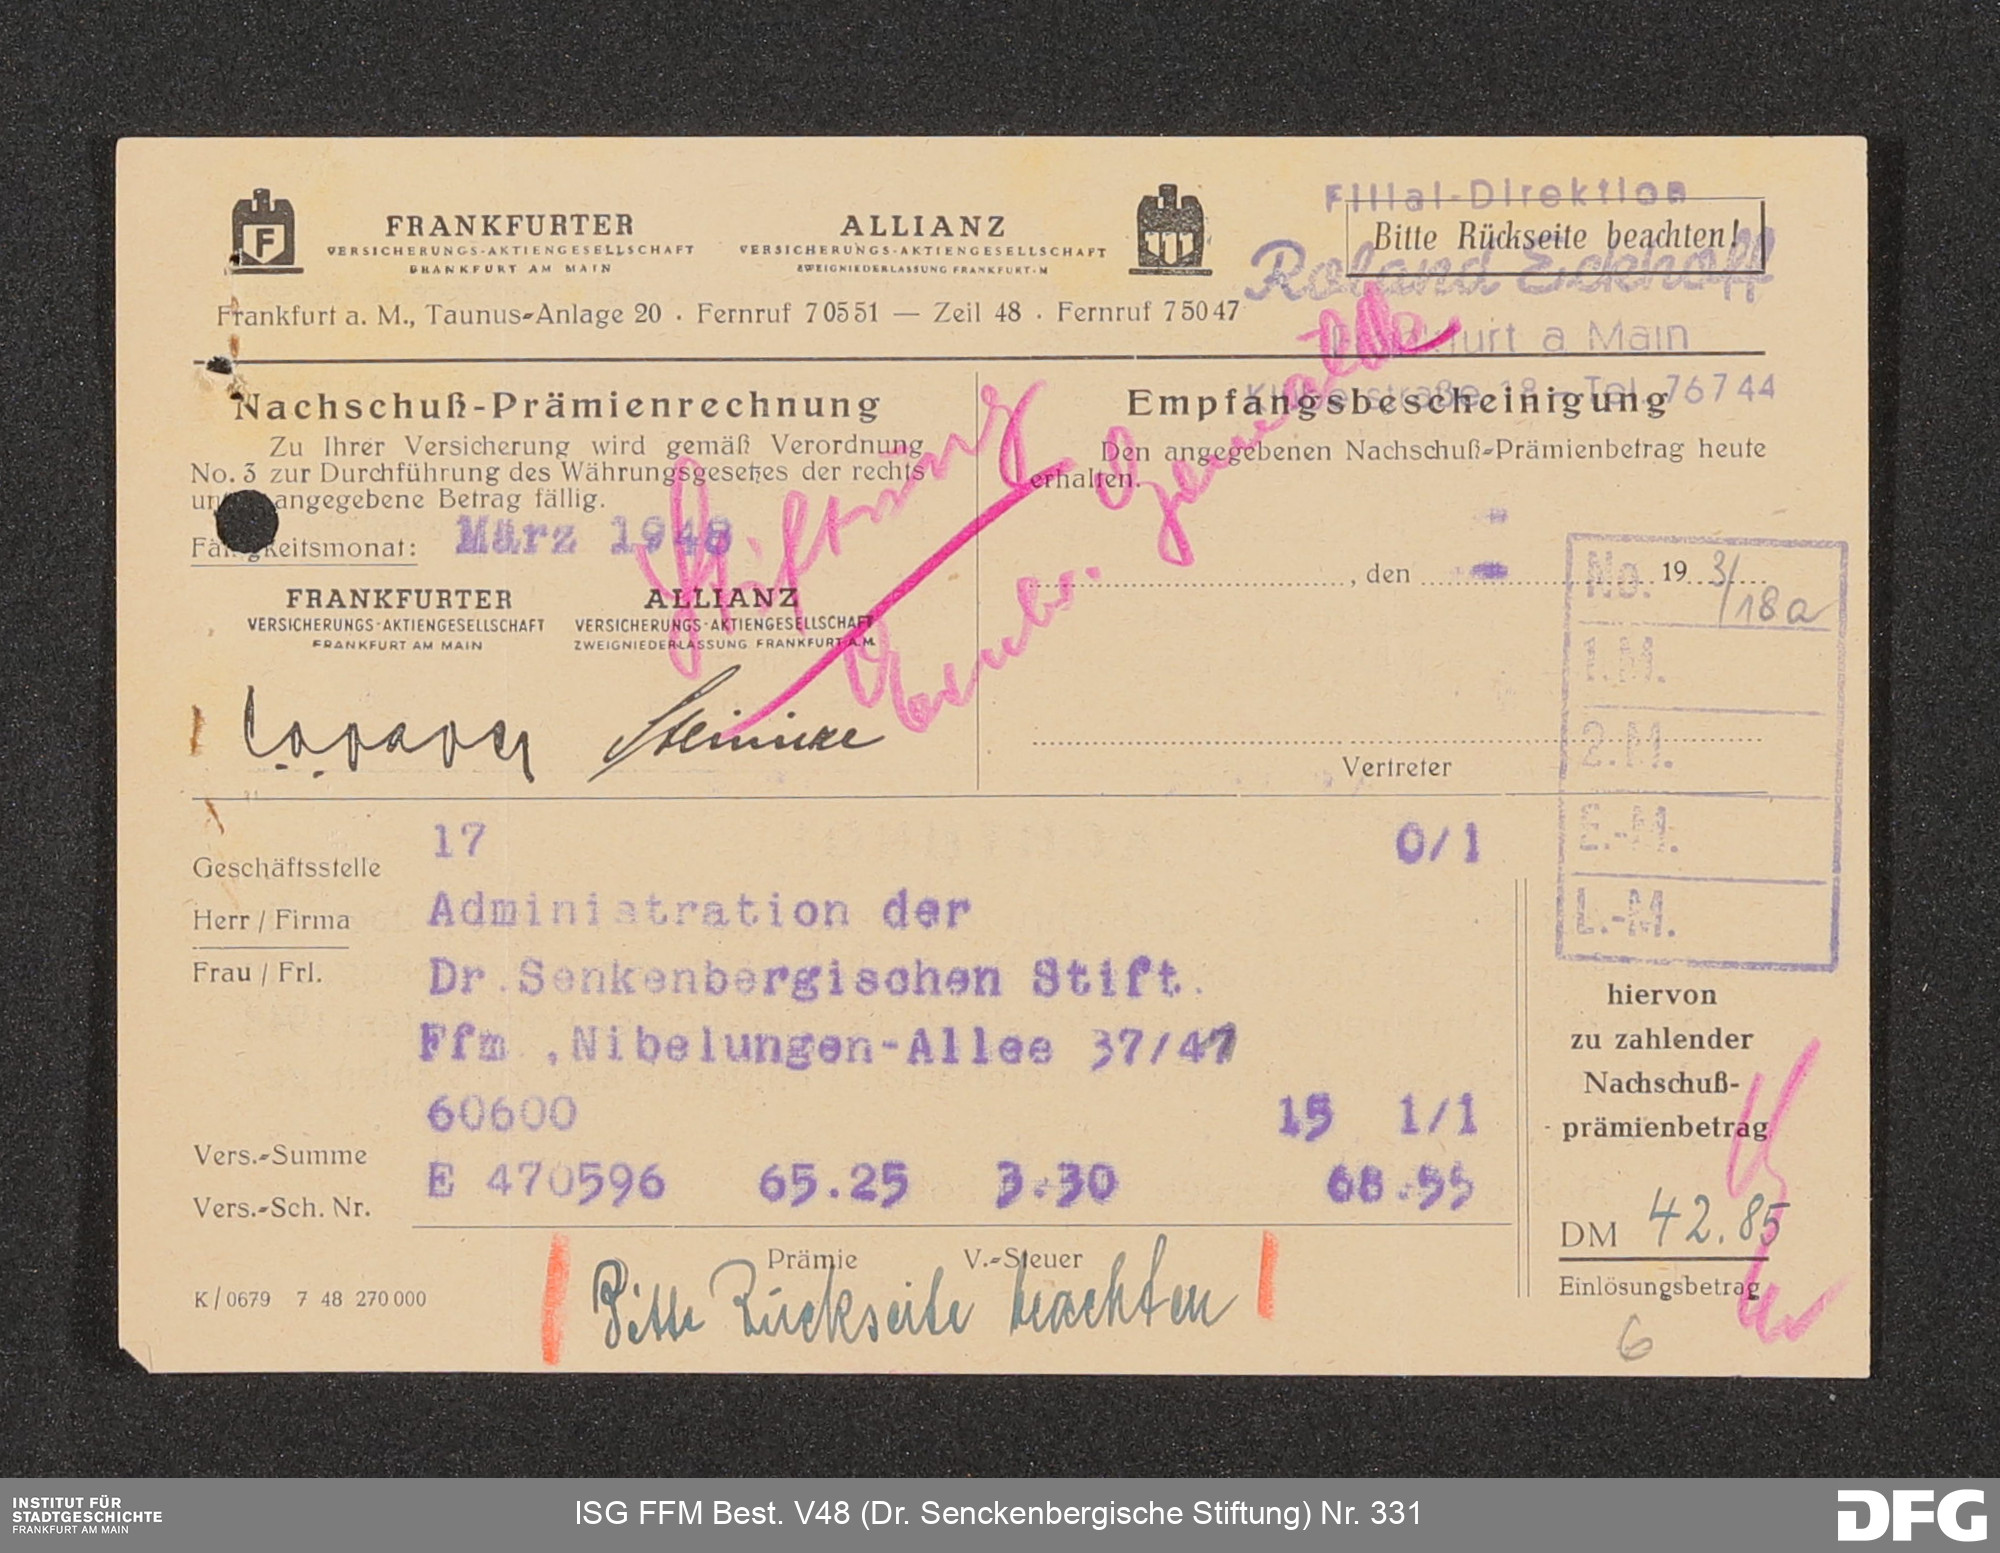 Filial-Direktion
Bitte Rückseite beachten!
Roland Eckhoff
FRANKFURTER
VERSICHERUNGS-AKTIENGESELLSCHAFT
FRANKFURT AM MAIN
ALLIANZ
VERSICHERUNGS-AKTIENGESELLSCHAFT
ZWEIGNIEDERLASSUNG FRANKFURT-M
F
Frankfurt a. M., Taunus-Anlage 20 · Fernruf 70551 — Zeil 48 · Fernruf 75047
a Main
18 - Tel. 76744
Nachschuß-Prämienrechnung
Zu Ihrer Versicherung wird gemäß Verordnung
No. 3 zur Durchführung des Währungsgesetzes der rechts
angegebene Betrag fällig.
Fälligkeitsmonat: März 1948
FRANKFURTER
VERSICHERUNGS-AKTIENGESELLSCHAFT
FRANKFURT AM MAIN
ALLIANZ
VERSICHERUNGS-AKTIENGESELLSCHAFT
ZWEIGNIEDERLASSUNG FRANKFURT A.M.
Steinicke
Stiftung
Empfangsbescheinigung
Den angegebenen Nachschuß-Prämienbetrag heute
erhalten.
, den 19
Vertreter
No. 3/18a
1.M.
2.M.
E.-M.
L.-M.
Geschäftsstelle 17 0/1
Herr / Firma Administration der
Frau / Frl. Dr.Senkenbergischen Stift.
Ffm ,Nibelungen-Allee 37/47
Vers.-Summe 60600 15 1/1
Vers.-Sch. Nr. E 470596 65.25 3.30 68.55
Prämie V.-Steuer
hiervon
zu zahlender
Nachschuß-
prämienbetrag
DM 42.85
Einlösungsbetrag
6
K/0679 7 48 270000
Bitte Rückseite beachten
INSTITUT FÜR
STADTGESCHICHTE
FRANKFURT AM MAIN
ISG FFM Best. V48 (Dr. Senckenbergische Stiftung) Nr. 331
DFG